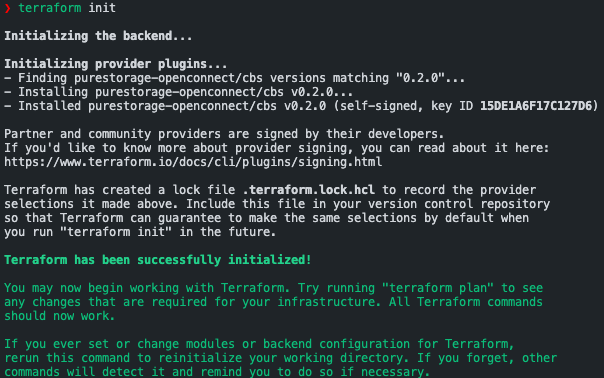 ❯ terraform init
Initializing the backend...
Initializing provider plugins...
- Finding purestorage-openconnect/cbs versions matching "0.2.0"...
- Installing purestorage-openconnect/cbs v0.2.0...
- Installed purestorage-openconnect/cbs v0.2.0 (self-signed, key ID 15DE1A6F17C127D6)
Partner and community providers are signed by their developers.
If you'd like to know more about provider signing, you can read about it here:
https://www.terraform.io/docs/cli/plugins/signing.html
Terraform has created a lock file .terraform.lock.hcl to record the provider
selections it made above. Include this file in your version control repository
so that Terraform can guarantee to make the same selections by default when
you run "terraform init" in the future.
Terraform has been successfully initialized!
You may now begin working with Terraform. Try running "terraform plan" to see
any changes that are required for your infrastructure. All Terraform commands
should now work.
If you ever set or change modules or backend configuration for Terraform,
rerun this command to reinitialize your working directory. If you forget, other
commands will detect it and remind you to do so if necessary.